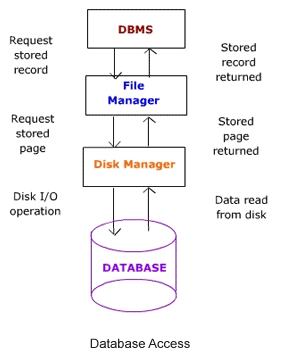 DBMS
Request
stored
record
Stored
record
returned
File
Manager
Request
stored
page
Stored
page
returned
Disk Manager
Disk I/O
operation
Data read
from disk
DATABASE
Database Access